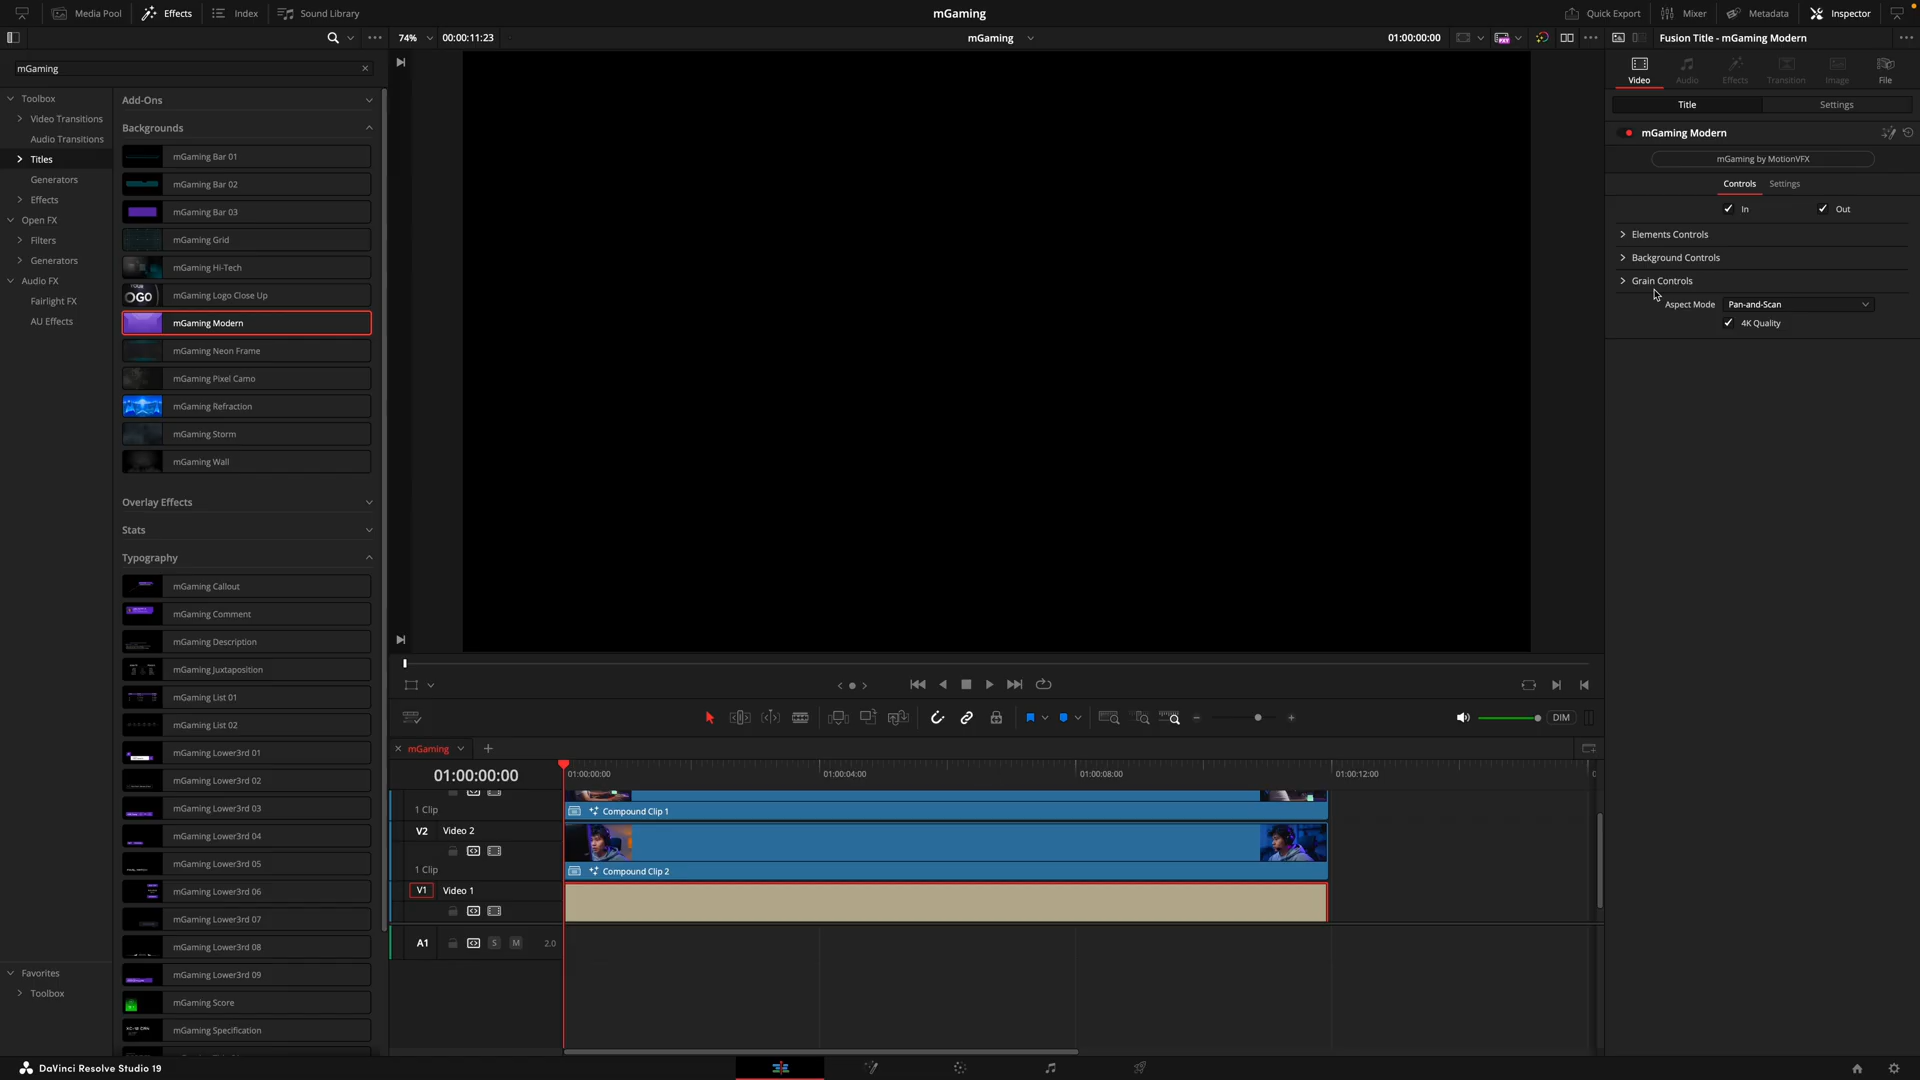 Media Pool
Effects
Index
Sound Library
mGaming
Quick Export
Mixer
Metadata
Inspector
74%
00:00:11:23
mGaming
01:00:00:00
Fusion Title - mGaming Modern
mGaming
Toolbox
Video Transitions
Audio Transitions
Titles
Generators
Effects
Open FX
Filters
Generators
Audio FX
Fairlight FX
AU Effects
Favorites
Toolbox
Add-Ons
Backgrounds
mGaming Bar 01
mGaming Bar 02
mGaming Bar 03
mGaming Grid
mGaming Hi-Tech
mGaming Logo Close Up
mGaming Modern
mGaming Neon Frame
mGaming Pixel Camo
mGaming Refraction
mGaming Storm
mGaming Wall
Overlay Effects
Stats
Typography
mGaming Callout
mGaming Comment
mGaming Description
mGaming Juxtaposition
mGaming List 01
mGaming List 02
mGaming Lower3rd 01
mGaming Lower3rd 02
mGaming Lower3rd 03
mGaming Lower3rd 04
mGaming Lower3rd 05
mGaming Lower3rd 06
mGaming Lower3rd 07
mGaming Lower3rd 08
mGaming Lower3rd 09
mGaming Score
mGaming Specification
Video
Audio
Effects
Transition
Image
File
Title
Settings
mGaming Modern
mGaming by MotionVFX
Controls
Settings
In
Out
Elements Controls
Background Controls
Grain Controls
Aspect Mode
Pan-and-Scan
4K Quality
DIM
mGaming
01:00:00:00
01:00:00:00
01:00:04:00
01:00:08:00
01:00:12:00
1 Clip
Compound Clip 1
V2
Video 2
1 Clip
Compound Clip 2
V1
Video 1
A1
S
M
2.0
DaVinci Resolve Studio 19